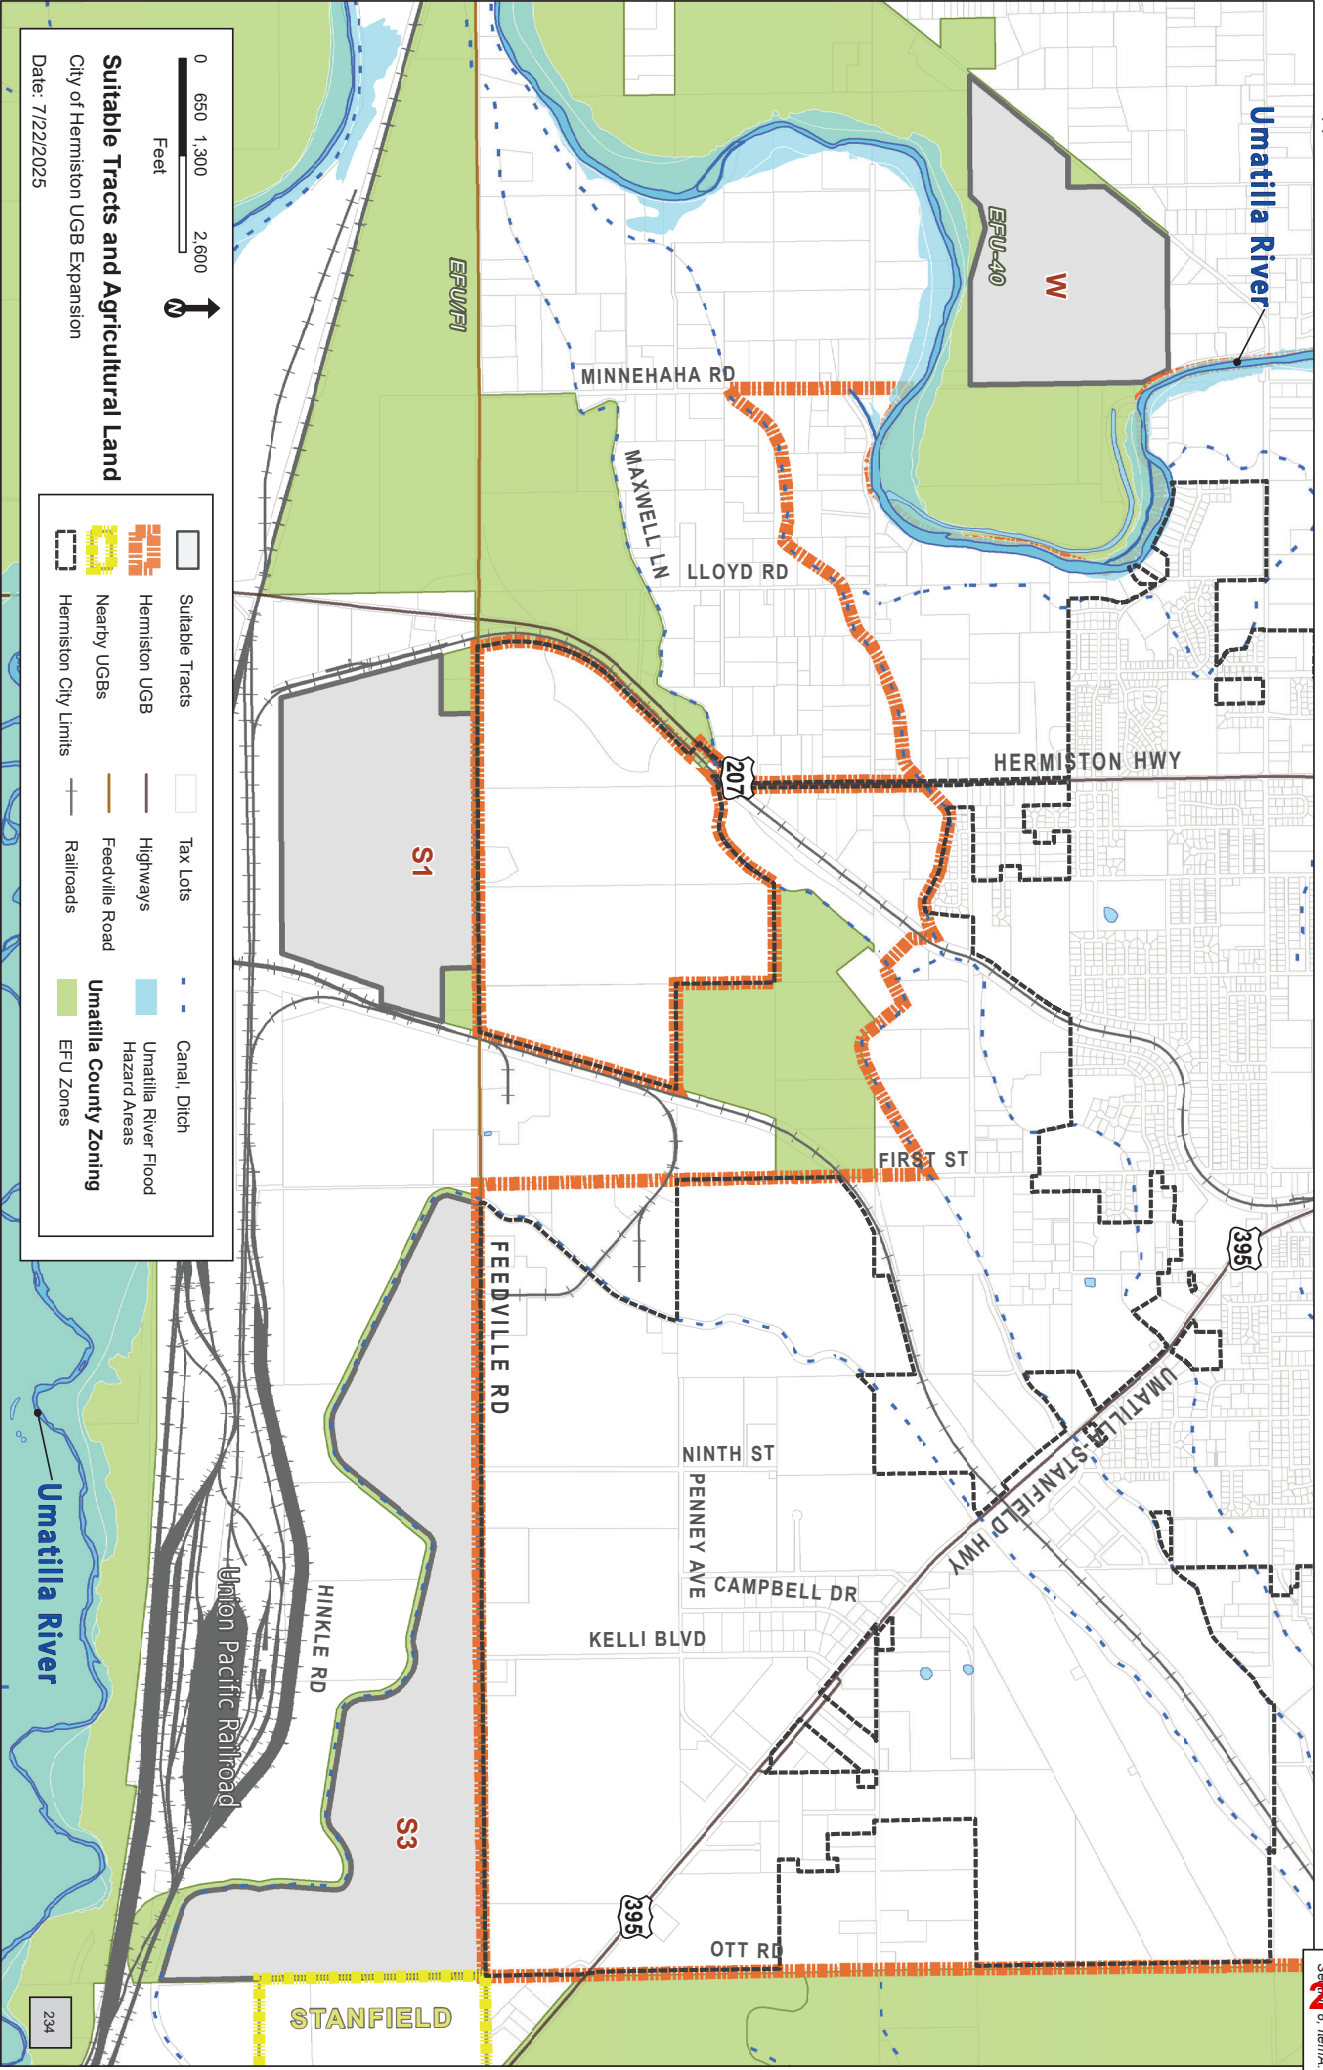 Umatilla River
W
EFU-40
EFU/FI
MINNEHAHA RD
MAXWELL LN
LLOYD RD
HERMISTON HWY
207
S1
FIRST ST
395
UMATILLA-STANFIELD HWY
FEEDVILLE RD
NINTH ST
PENNEY AVE
CAMPBELL DR
KELLI BLVD
HINKLE RD
Union Pacific Railroad
Umatilla River
S3
395
OTT RD
STANFIELD
0 650 1,300 2,600
Feet
N
Suitable Tracts and Agricultural Land
City of Hermiston UGB Expansion
Date: 7/22/2025
Suitable Tracts
Hermiston UGB
Nearby UGBs
Hermiston City Limits
Tax Lots
Highways
Feedville Road
Railroads
Canal, Ditch
Umatilla River Flood
Hazard Areas
Umatilla County Zoning
EFU Zones
234